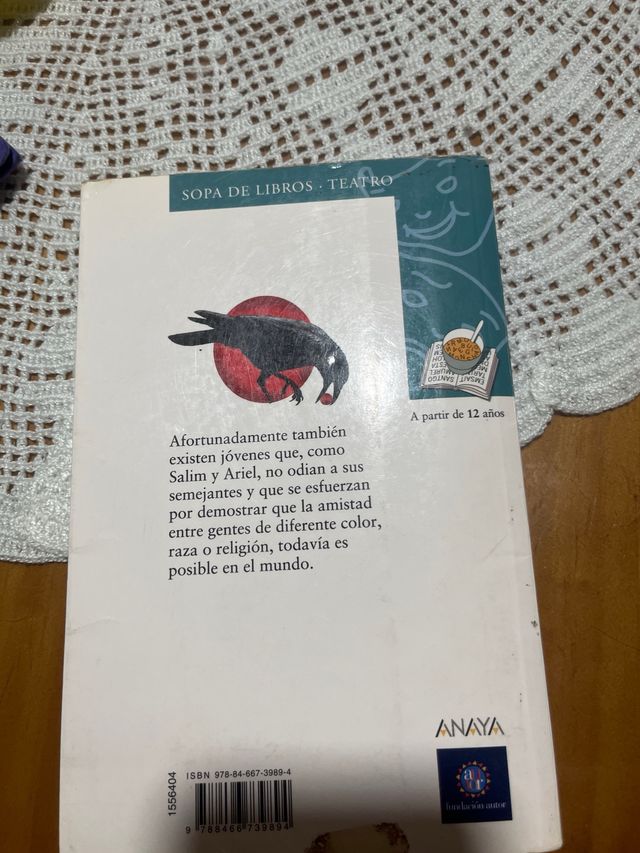 SOPA DE LIBROS · TEATRO
A partir de 12 años
Afortunadamente también
existen jóvenes que, como
Salim y Ariel, no odian a sus
semejantes y que se esfuerzan
por demostrar que la amistad
entre gentes de diferente color,
raza o religión, todavía es
posible en el mundo.
ANAYA
autor
fundación autor
1556404
ISBN 978-84-667-3989-4
9 788466 739894